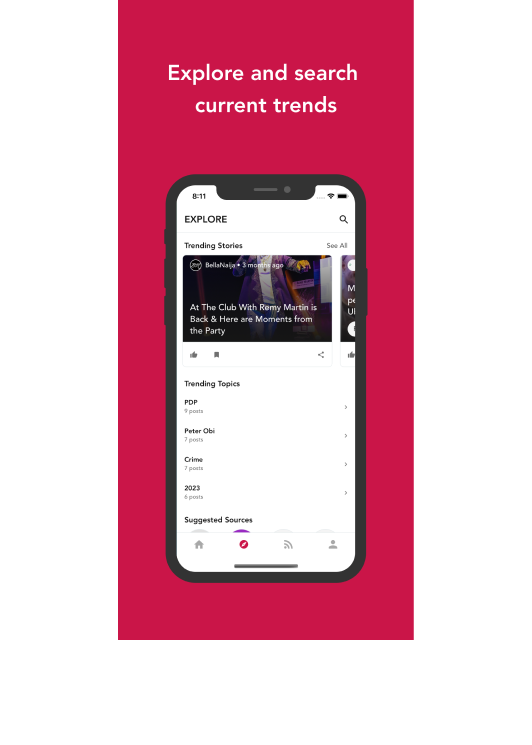 Explore and search
current trends
8:11
EXPLORE
Trending Stories
See All
BellaNaija • 3 months ago
At The Club With Remy Martin is
Back & Here are Moments from
the Party
M
pe
Ul
Trending Topics
PDP
9 posts
Peter Obi
7 posts
Crime
7 posts
2023
6 posts
Suggested Sources